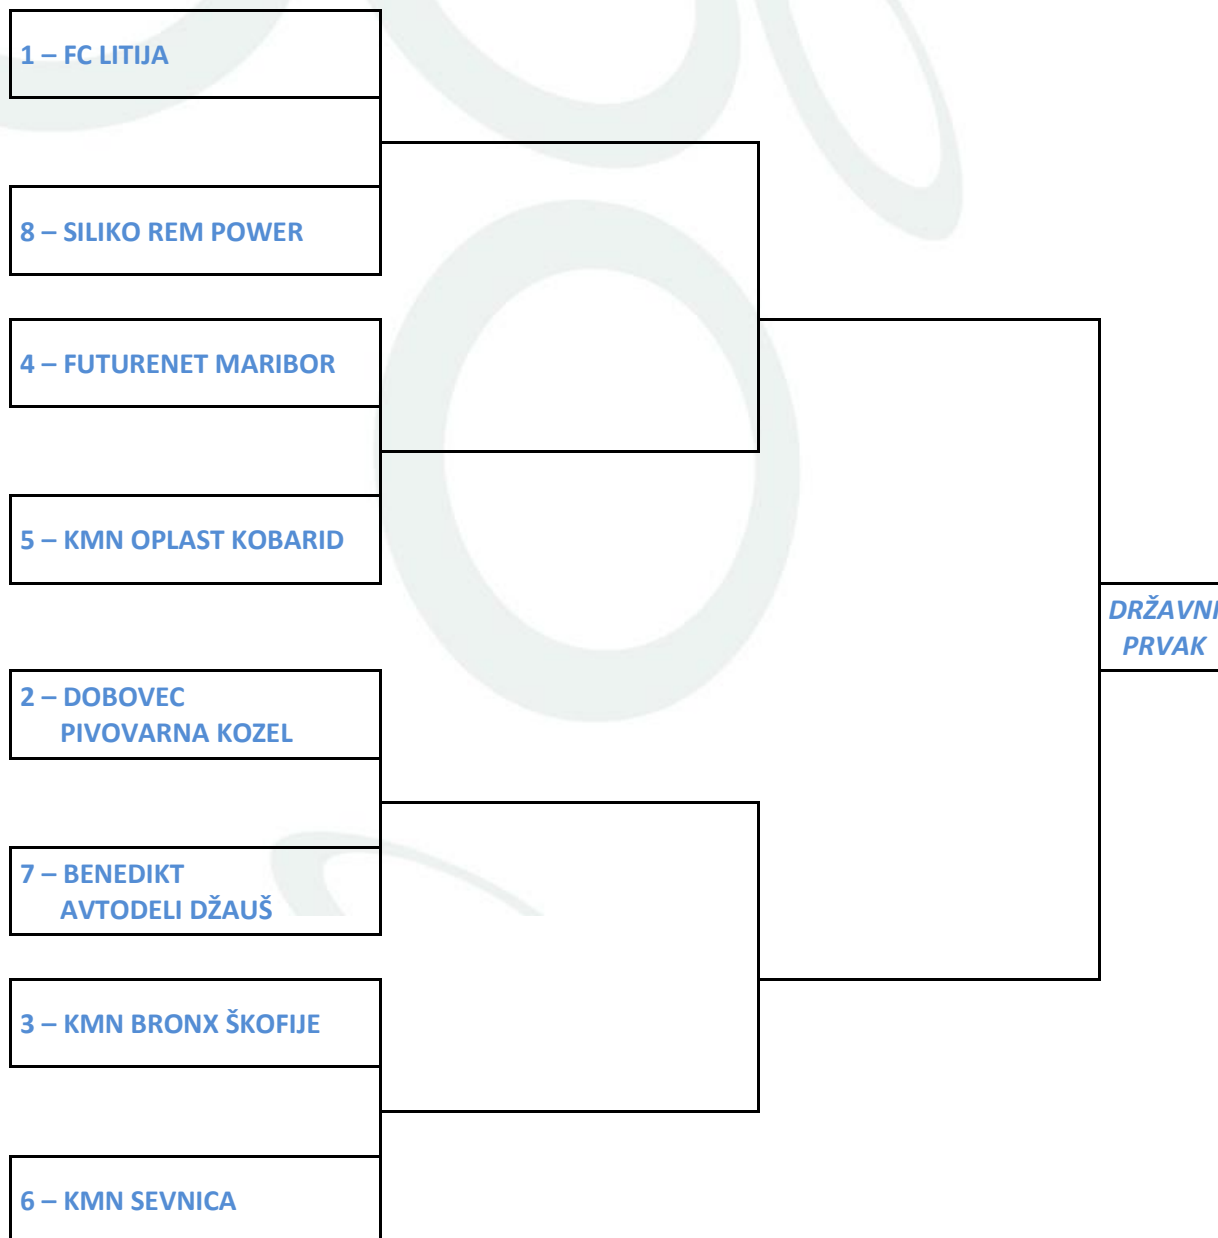 1 – FC LITIJA
8 – SILIKO REM POWER
4 – FUTURENET MARIBOR
5 – KMN OPLAST KOBARID
DRŽAVNI
PRVAK
2 – DOBOVEC
PIVOVARNA KOZEL
7 – BENEDIKT
AVTODELI DŽAUŠ
3 – KMN BRONX ŠKOFIJE
6 – KMN SEVNICA